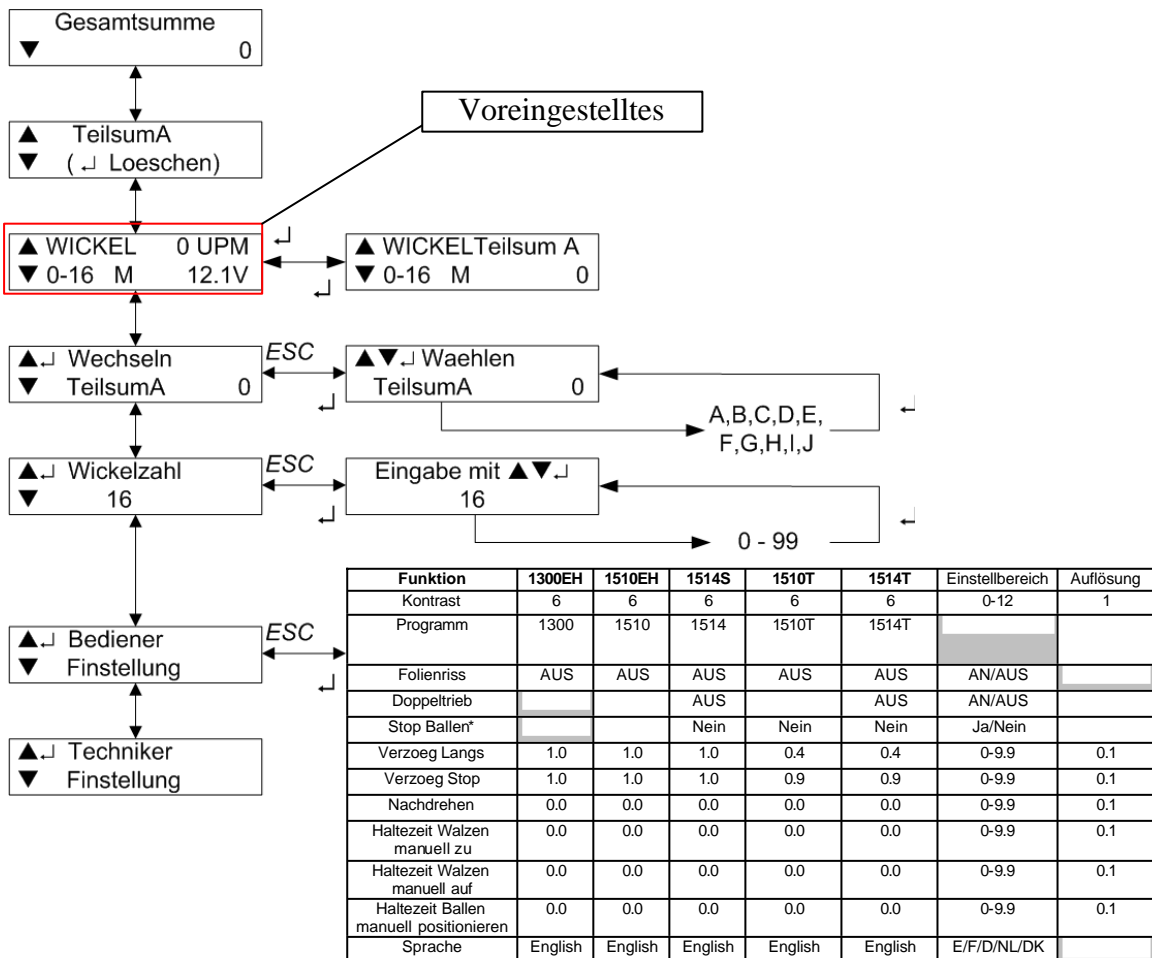 Gesamtsumme
▼ 0
Voreingestelltes
▲ TeilsumA
▼ (↵ Loeschen)
▲ WICKEL 0 UPM
▼ 0-16 M 12.1V
↵
↵
▲ WICKELTeilsum A
▼ 0-16 M 0
▲↵ Wechseln
▼ TeilsumA 0
ESC
↵
▲▼↵ Waehlen
TeilsumA 0
A,B,C,D,E,
F,G,H,I,J
↵
▲↵ Wickelzahl
▼ 16
ESC
↵
Eingabe mit ▲▼↵
16
0 - 99
↵
▲↵ Bediener
▼ Finstellung
ESC
↵
▲↵ Techniker
▼ Finstellung
Funktion 1300EH 1510EH 1514S 1510T 1514T Einstellbereich Auflösung
Kontrast 6 6 6 6 6 0-12 1
Programm 1300 1510 1514 1510T 1514T
Folienriss AUS AUS AUS AUS AUS AN/AUS
Doppeltrieb AUS AUS AN/AUS
Stop Ballen* Nein Nein Nein Ja/Nein
Verzoeg Langs 1.0 1.0 1.0 0.4 0.4 0-9.9 0.1
Verzoeg Stop 1.0 1.0 1.0 0.9 0.9 0-9.9 0.1
Nachdrehen 0.0 0.0 0.0 0.0 0.0 0-9.9 0.1
Haltezeit Walzen 0.0 0.0 0.0 0.0 0.0 0-9.9 0.1
manuell zu
Haltezeit Walzen 0.0 0.0 0.0 0.0 0.0 0-9.9 0.1
manuell auf
Haltezeit Ballen 0.0 0.0 0.0 0.0 0.0 0-9.9 0.1
manuell positionieren
Sprache English English English English English E/F/D/NL/DK